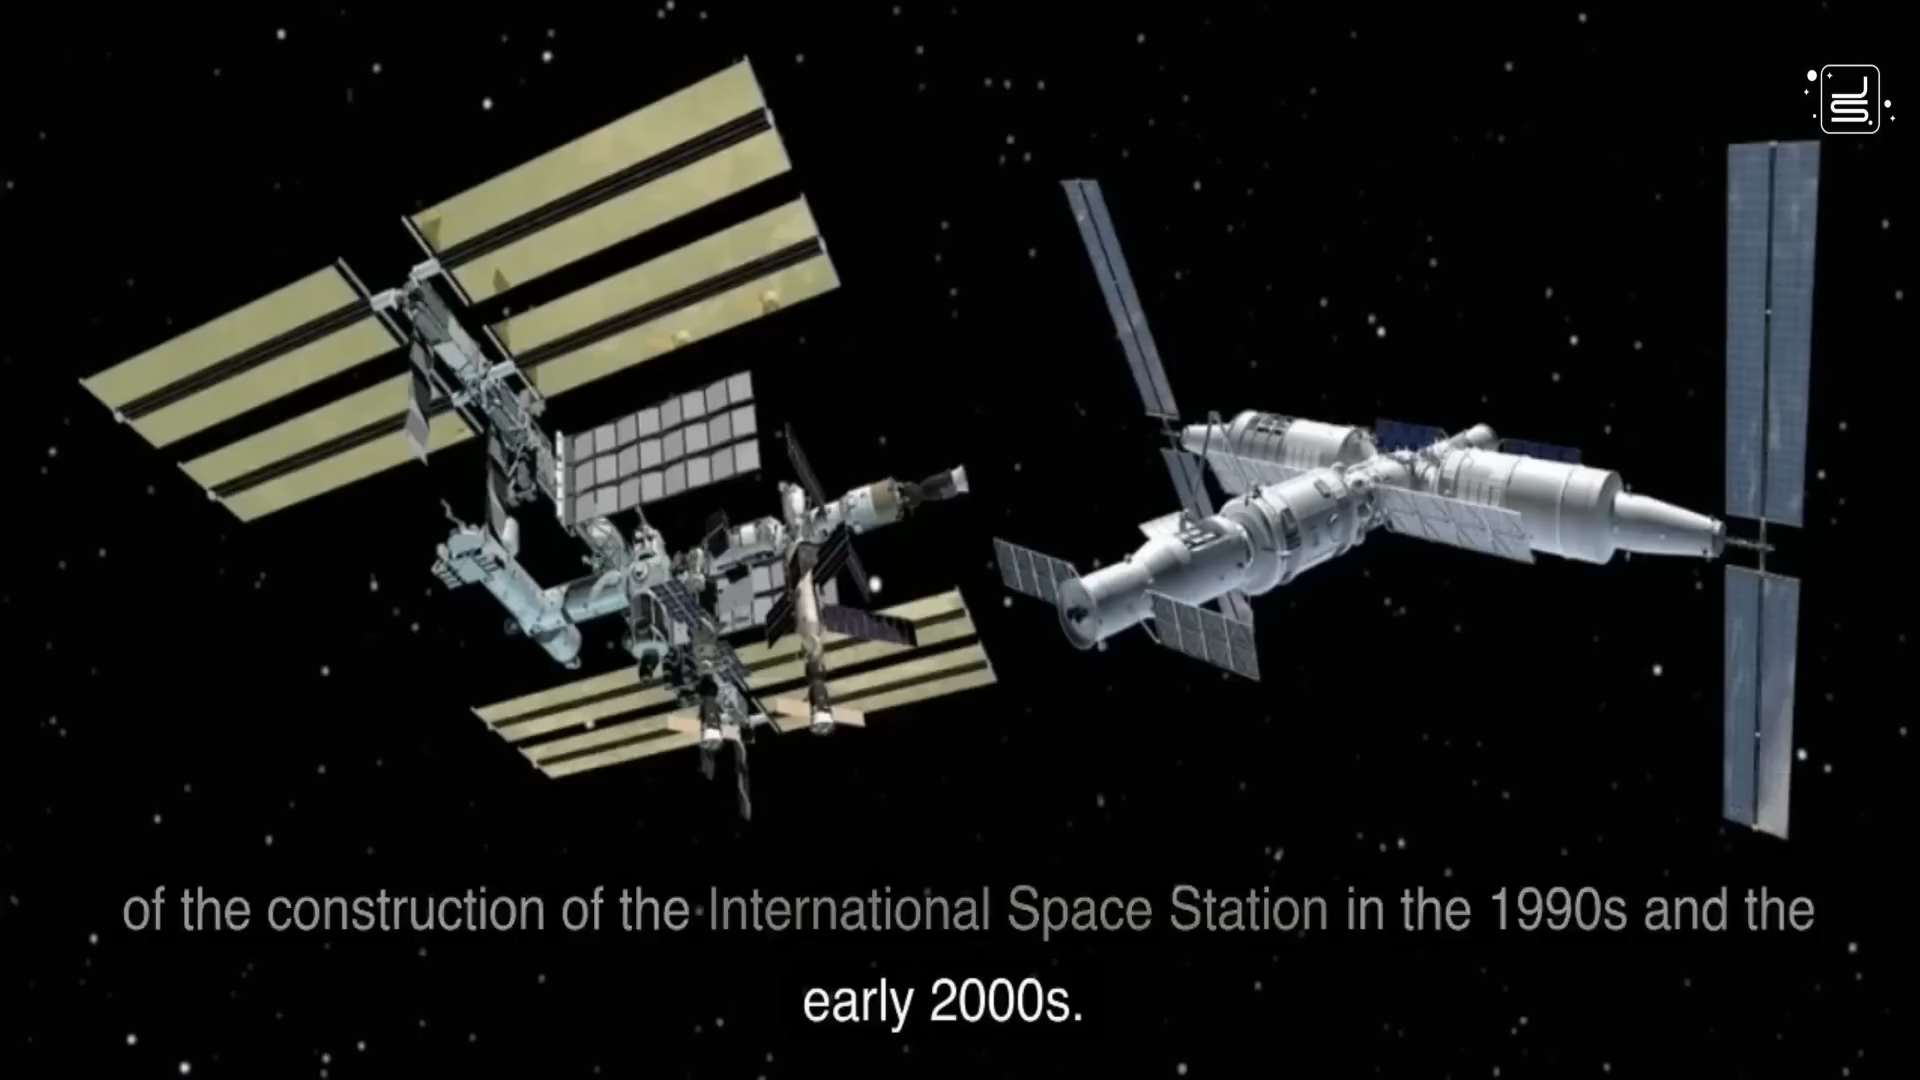 of the construction of the International Space Station in the 1990s and the
early 2000s.